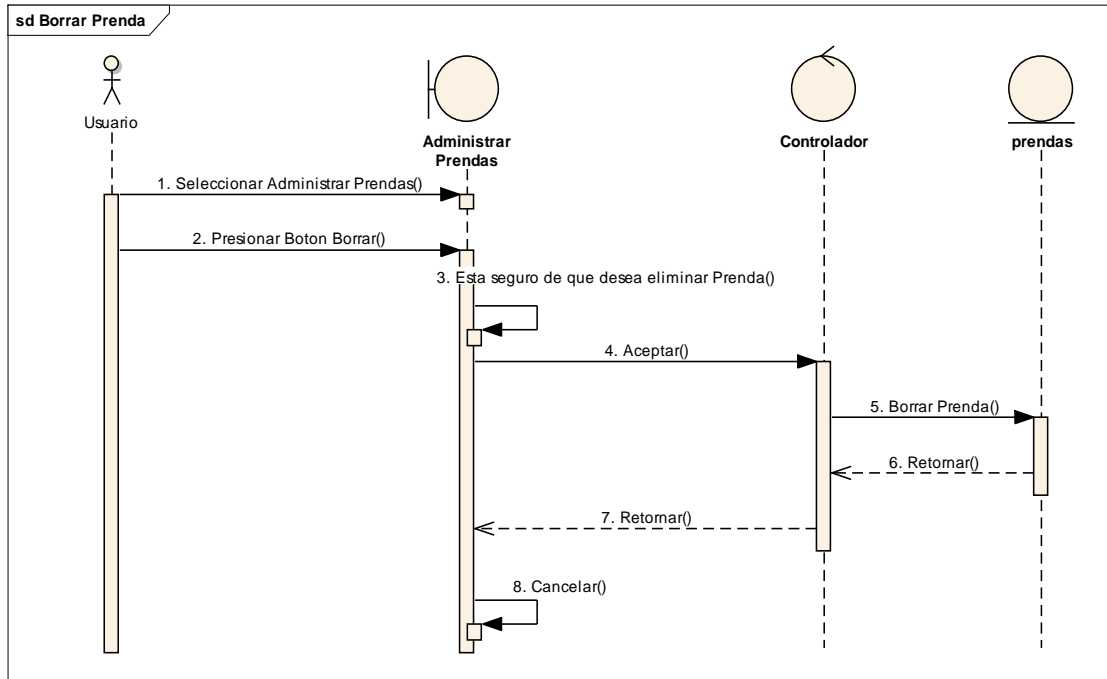 sd Borrar Prenda
Usuario
Administrar
Prendas
Controlador
prendas
1. Seleccionar Administrar Prendas()
2. Presionar Boton Borrar()
3. Esta seguro de que desea eliminar Prenda()
4. Aceptar()
5. Borrar Prenda()
6. Retornar()
7. Retornar()
8. Cancelar()